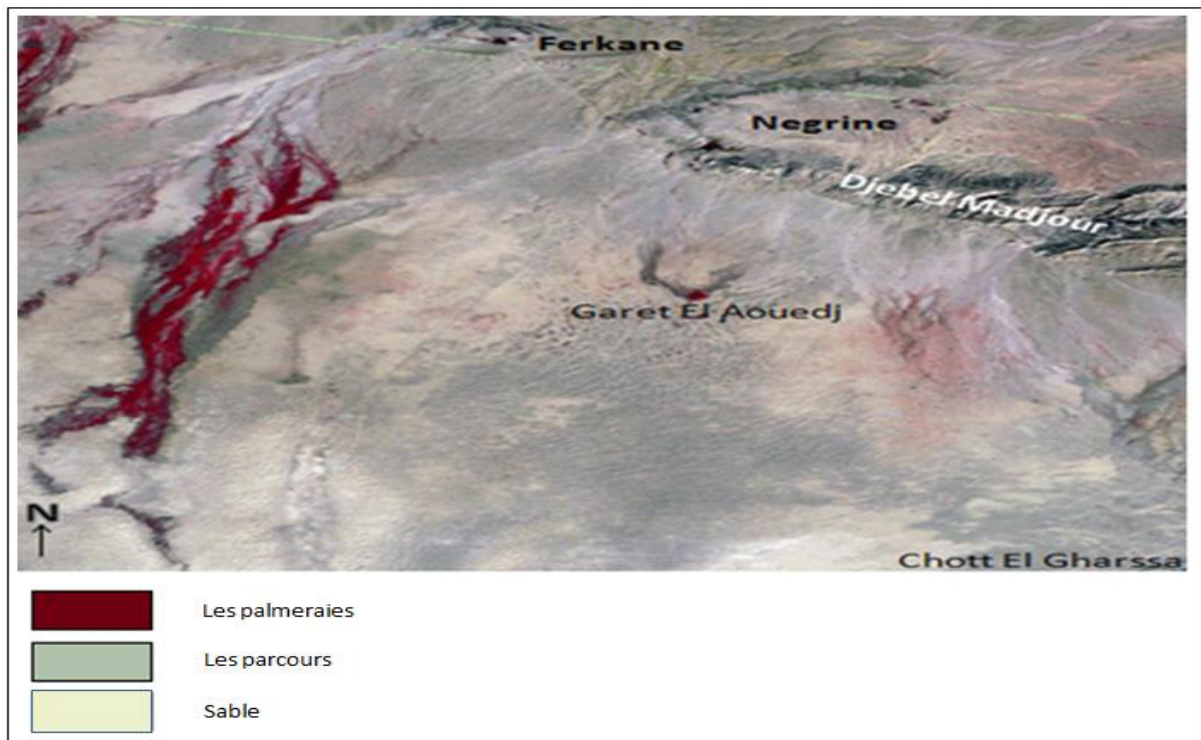 Ferkane
Negrine
Djebel Madjour
Garet El Aouedj
N
Chott El Gharssa
Les palmeraies
Les parcours
Sable